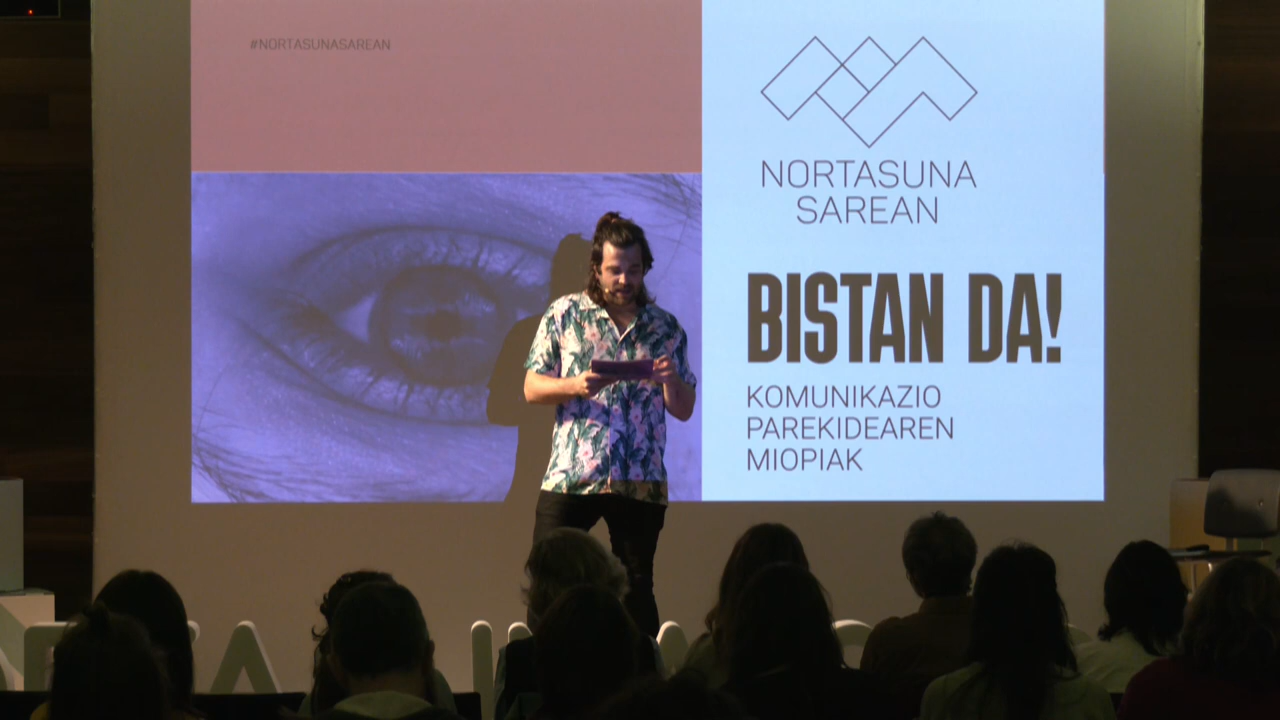 #NORTASUNASAREAN
NORTASUNA
SAREAN
BISTAN DA!
KOMUNIKAZIO
PAREKIDEAREN
MIOPIAK